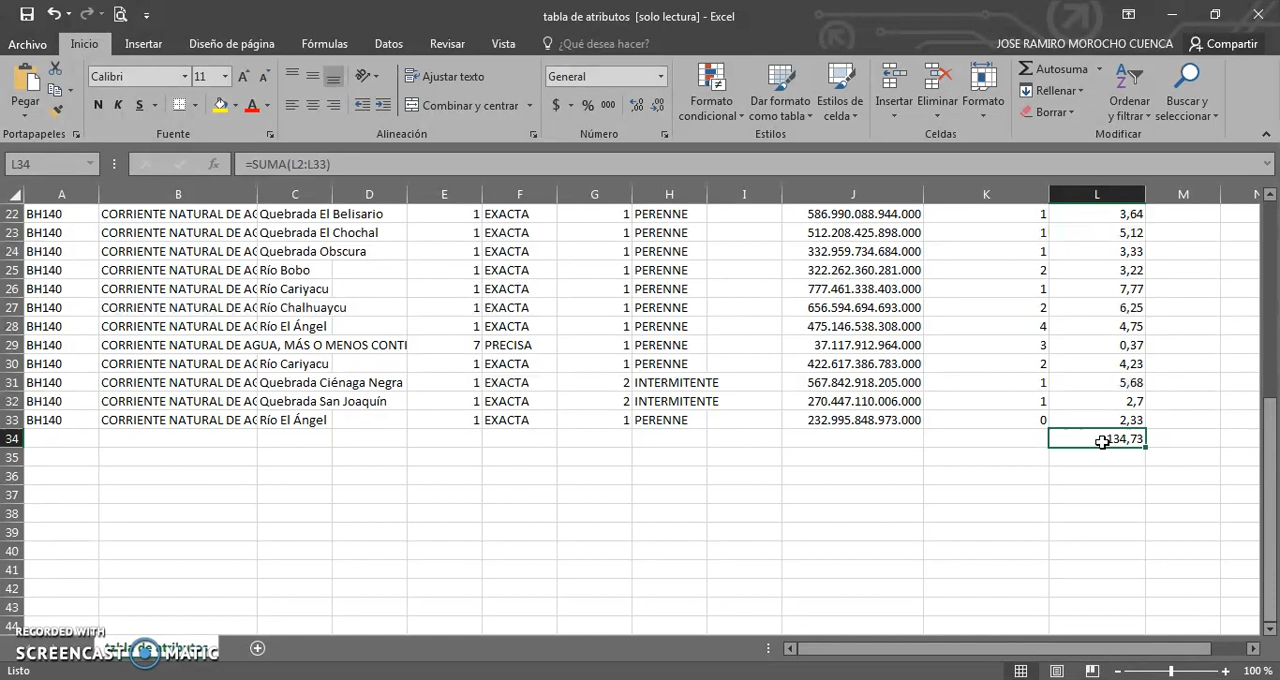 tabla de atributos [solo lectura] - Excel
JOSE RAMIRO MOROCHO CUENCA Compartir
Archivo Inicio Insertar Diseño de página Fórmulas Datos Revisar Vista ¿Qué desea hacer?
Pegar Calibri 11 Ajustar texto General Formato condicional Dar formato como tabla Estilos de celda Insertar Eliminar Formato Autosuma Ordenar y filtrar Buscar y seleccionar
N K S Combinar y centrar $ % 000 Rellenar
Borrar
Portapapeles Fuente Alineación Número Estilos Celdas Modificar
L34 fx =SUMA(L2:L33)
A B C D E F G H I J K L M N
22 BH140 CORRIENTE NATURAL DE AG Quebrada El Belisario 1 EXACTA 1 PERENNE 586.990.088.944.000 1 3,64
23 BH140 CORRIENTE NATURAL DE AG Quebrada El Chochal 1 EXACTA 1 PERENNE 512.208.425.898.000 1 5,12
24 BH140 CORRIENTE NATURAL DE AG Quebrada Obscura 1 EXACTA 1 PERENNE 332.959.734.684.000 1 3,33
25 BH140 CORRIENTE NATURAL DE AG Río Bobo 1 EXACTA 1 PERENNE 322.262.360.281.000 2 3,22
26 BH140 CORRIENTE NATURAL DE AG Río Cariyacu 1 EXACTA 1 PERENNE 777.461.338.403.000 1 7,77
27 BH140 CORRIENTE NATURAL DE AG Río Chalhuaycu 1 EXACTA 1 PERENNE 656.594.694.693.000 2 6,25
28 BH140 CORRIENTE NATURAL DE AG Río El Ángel 1 EXACTA 1 PERENNE 475.146.538.308.000 4 4,75
29 BH140 CORRIENTE NATURAL DE AGUA, MÁS O MENOS CONTI 7 PRECISA 1 PERENNE 37.117.912.964.000 3 0,37
30 BH140 CORRIENTE NATURAL DE AG Río Cariyacu 1 EXACTA 1 PERENNE 422.617.386.783.000 2 4,23
31 BH140 CORRIENTE NATURAL DE AG Quebrada Ciénaga Negra 1 EXACTA 2 INTERMITENTE 567.842.918.205.000 1 5,68
32 BH140 CORRIENTE NATURAL DE AG Quebrada San Joaquín 1 EXACTA 2 INTERMITENTE 270.447.110.006.000 1 2,7
33 BH140 CORRIENTE NATURAL DE AG Río El Ángel 1 EXACTA 1 PERENNE 232.995.848.973.000 0 2,33
34 134,73
35
36
37
38
39
40
41
42
43
44
RECORDED WITH
SCREENCAST MATIC
Listo 100 %